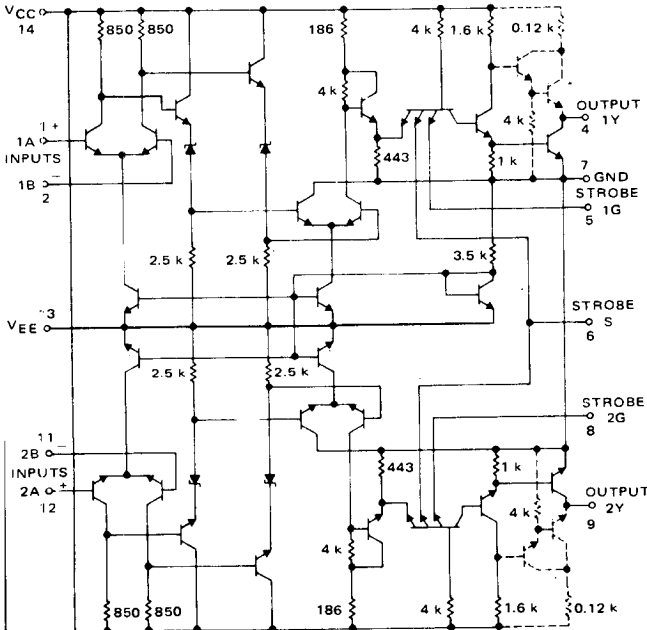 VCC
14
850 850
186
4 k
1.6 k
0.12 k
4 k
4 k
1 +
1A
INPUTS
1B −
2
443
1 k
OUTPUT
1Y
4
7
GND
STROBE
1G
5
2.5 k
2.5 k
3.5 k
13
VEE
STROBE
S
6
2.5 k
2.5 k
STROBE
2G
8
11 −
2B
INPUTS
2A +
12
443
1 k
4 k
4 k
OUTPUT
2Y
9
850 850
186
4 k
1.6 k
0.12 k